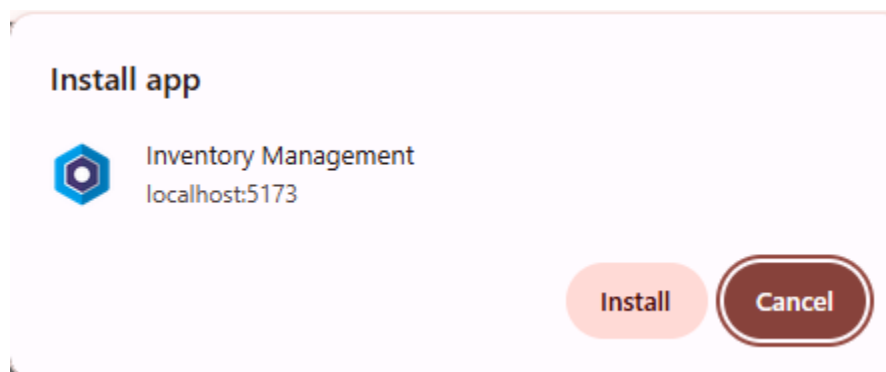 Install app
Inventory Management
localhost:5173
Install
Cancel